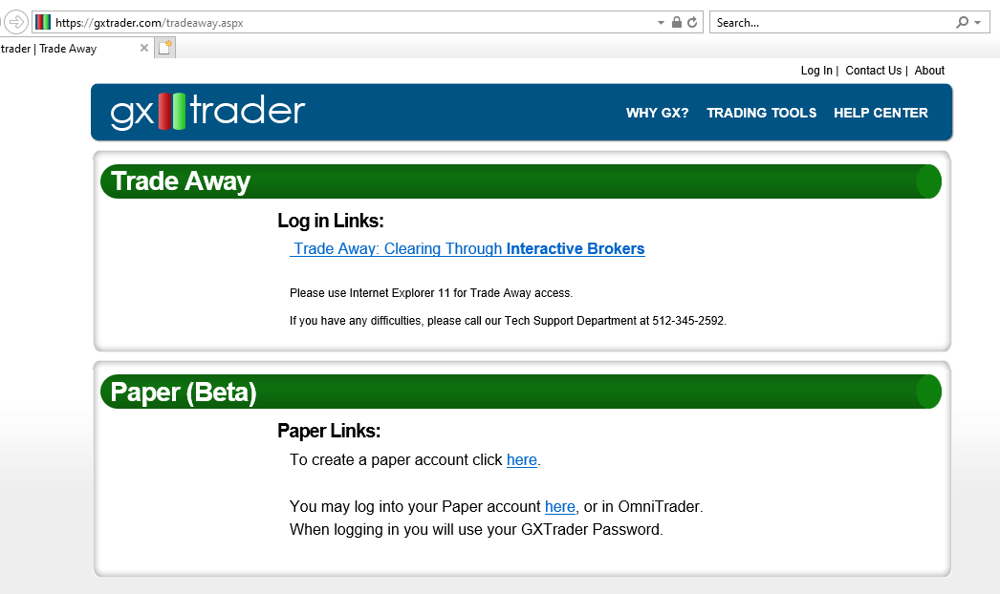 https://gxtrader.com/tradeaway.aspx
Search...
trader | Trade Away
Log In | Contact Us | About
gx trader
WHY GX? TRADING TOOLS HELP CENTER
Trade Away
Log in Links:
Trade Away: Clearing Through Interactive Brokers
Please use Internet Explorer 11 for Trade Away access.
If you have any difficulties, please call our Tech Support Department at 512-345-2592.
Paper (Beta)
Paper Links:
To create a paper account click here.
You may log into your Paper account here, or in OmniTrader.
When logging in you will use your GXTrader Password.